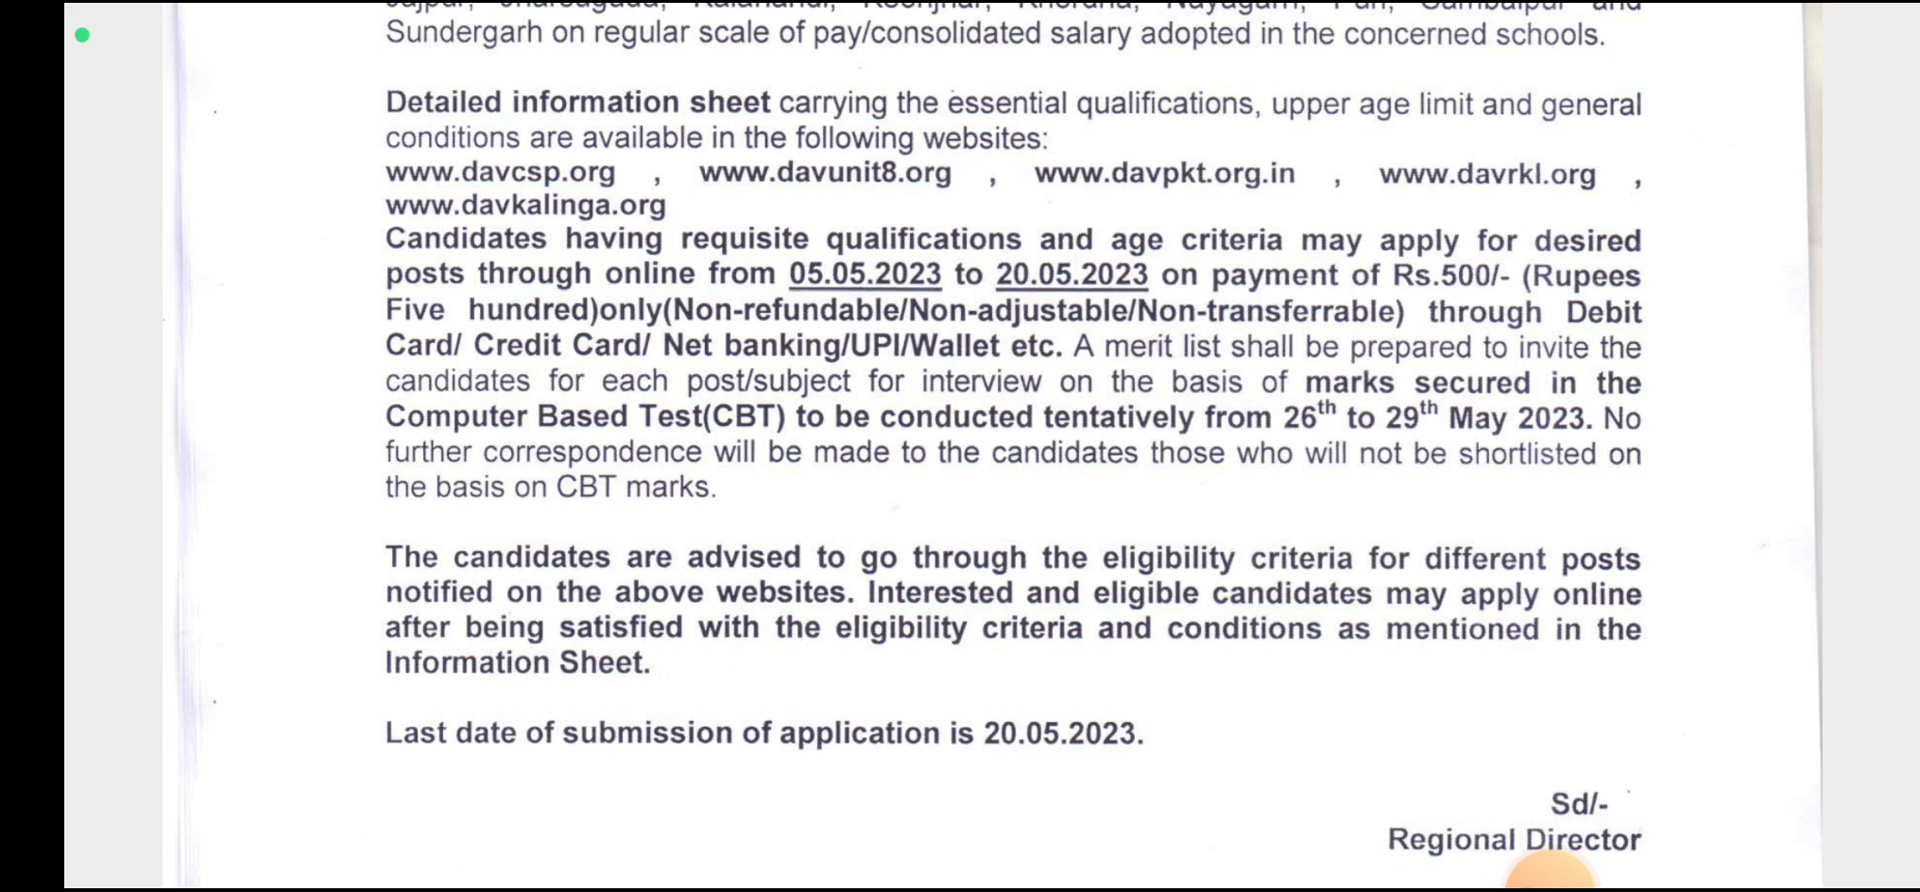 Sundergarh on regular scale of pay/consolidated salary adopted in the concerned schools.
Detailed information sheet carrying the essential qualifications, upper age limit and general
conditions are available in the following websites:
www.davcsp.org , www.davunit8.org , www.davpkt.org.in , www.davrkl.org ,
www.davkalinga.org
Candidates having requisite qualifications and age criteria may apply for desired
posts through online from 05.05.2023 to 20.05.2023 on payment of Rs.500/- (Rupees
Five hundred)only(Non-refundable/Non-adjustable/Non-transferrable) through Debit
Card/ Credit Card/ Net banking/UPI/Wallet etc. A merit list shall be prepared to invite the
candidates for each post/subject for interview on the basis of marks secured in the
Computer Based Test(CBT) to be conducted tentatively from 26th to 29th May 2023. No
further correspondence will be made to the candidates those who will not be shortlisted on
the basis on CBT marks.
The candidates are advised to go through the eligibility criteria for different posts
notified on the above websites. Interested and eligible candidates may apply online
after being satisfied with the eligibility criteria and conditions as mentioned in the
Information Sheet.
Last date of submission of application is 20.05.2023.
Sd/-
Regional Director